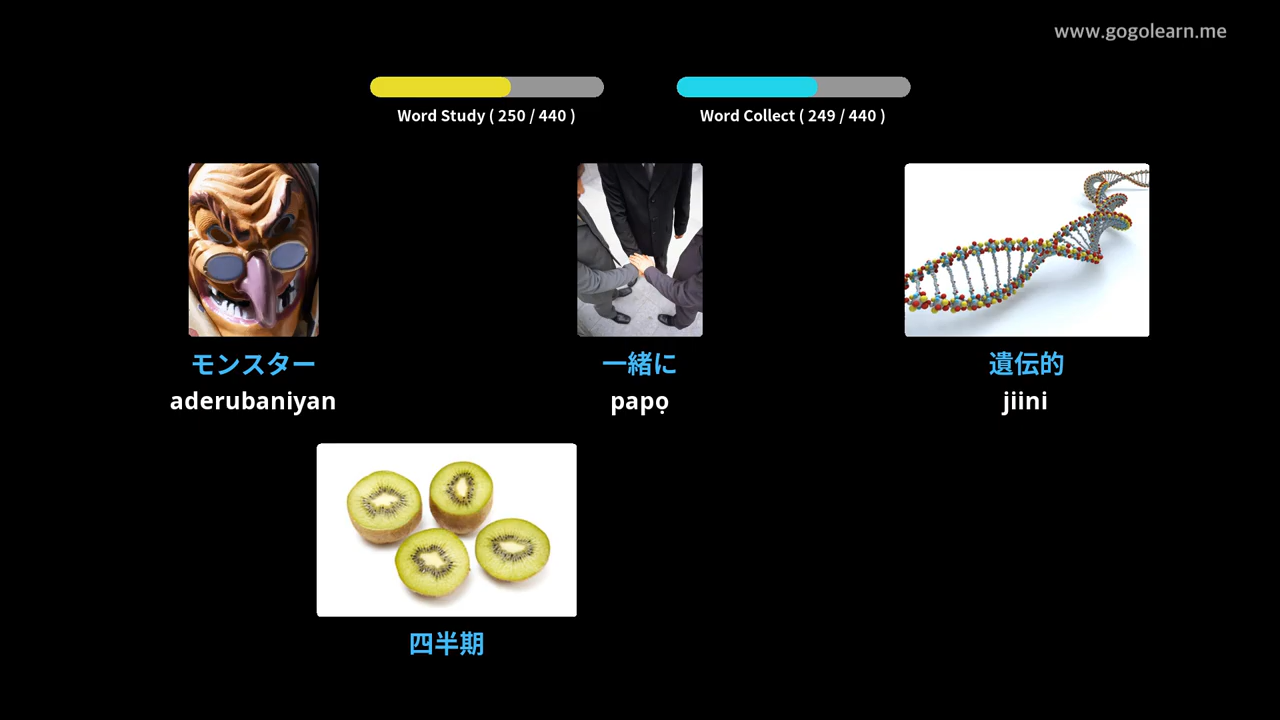 www.gogolearn.me
Word Study ( 250 / 440 )
Word Collect ( 249 / 440 )
モンスター
aderubaniyan
一緒に
papọ
遺伝的
jiini
四半期